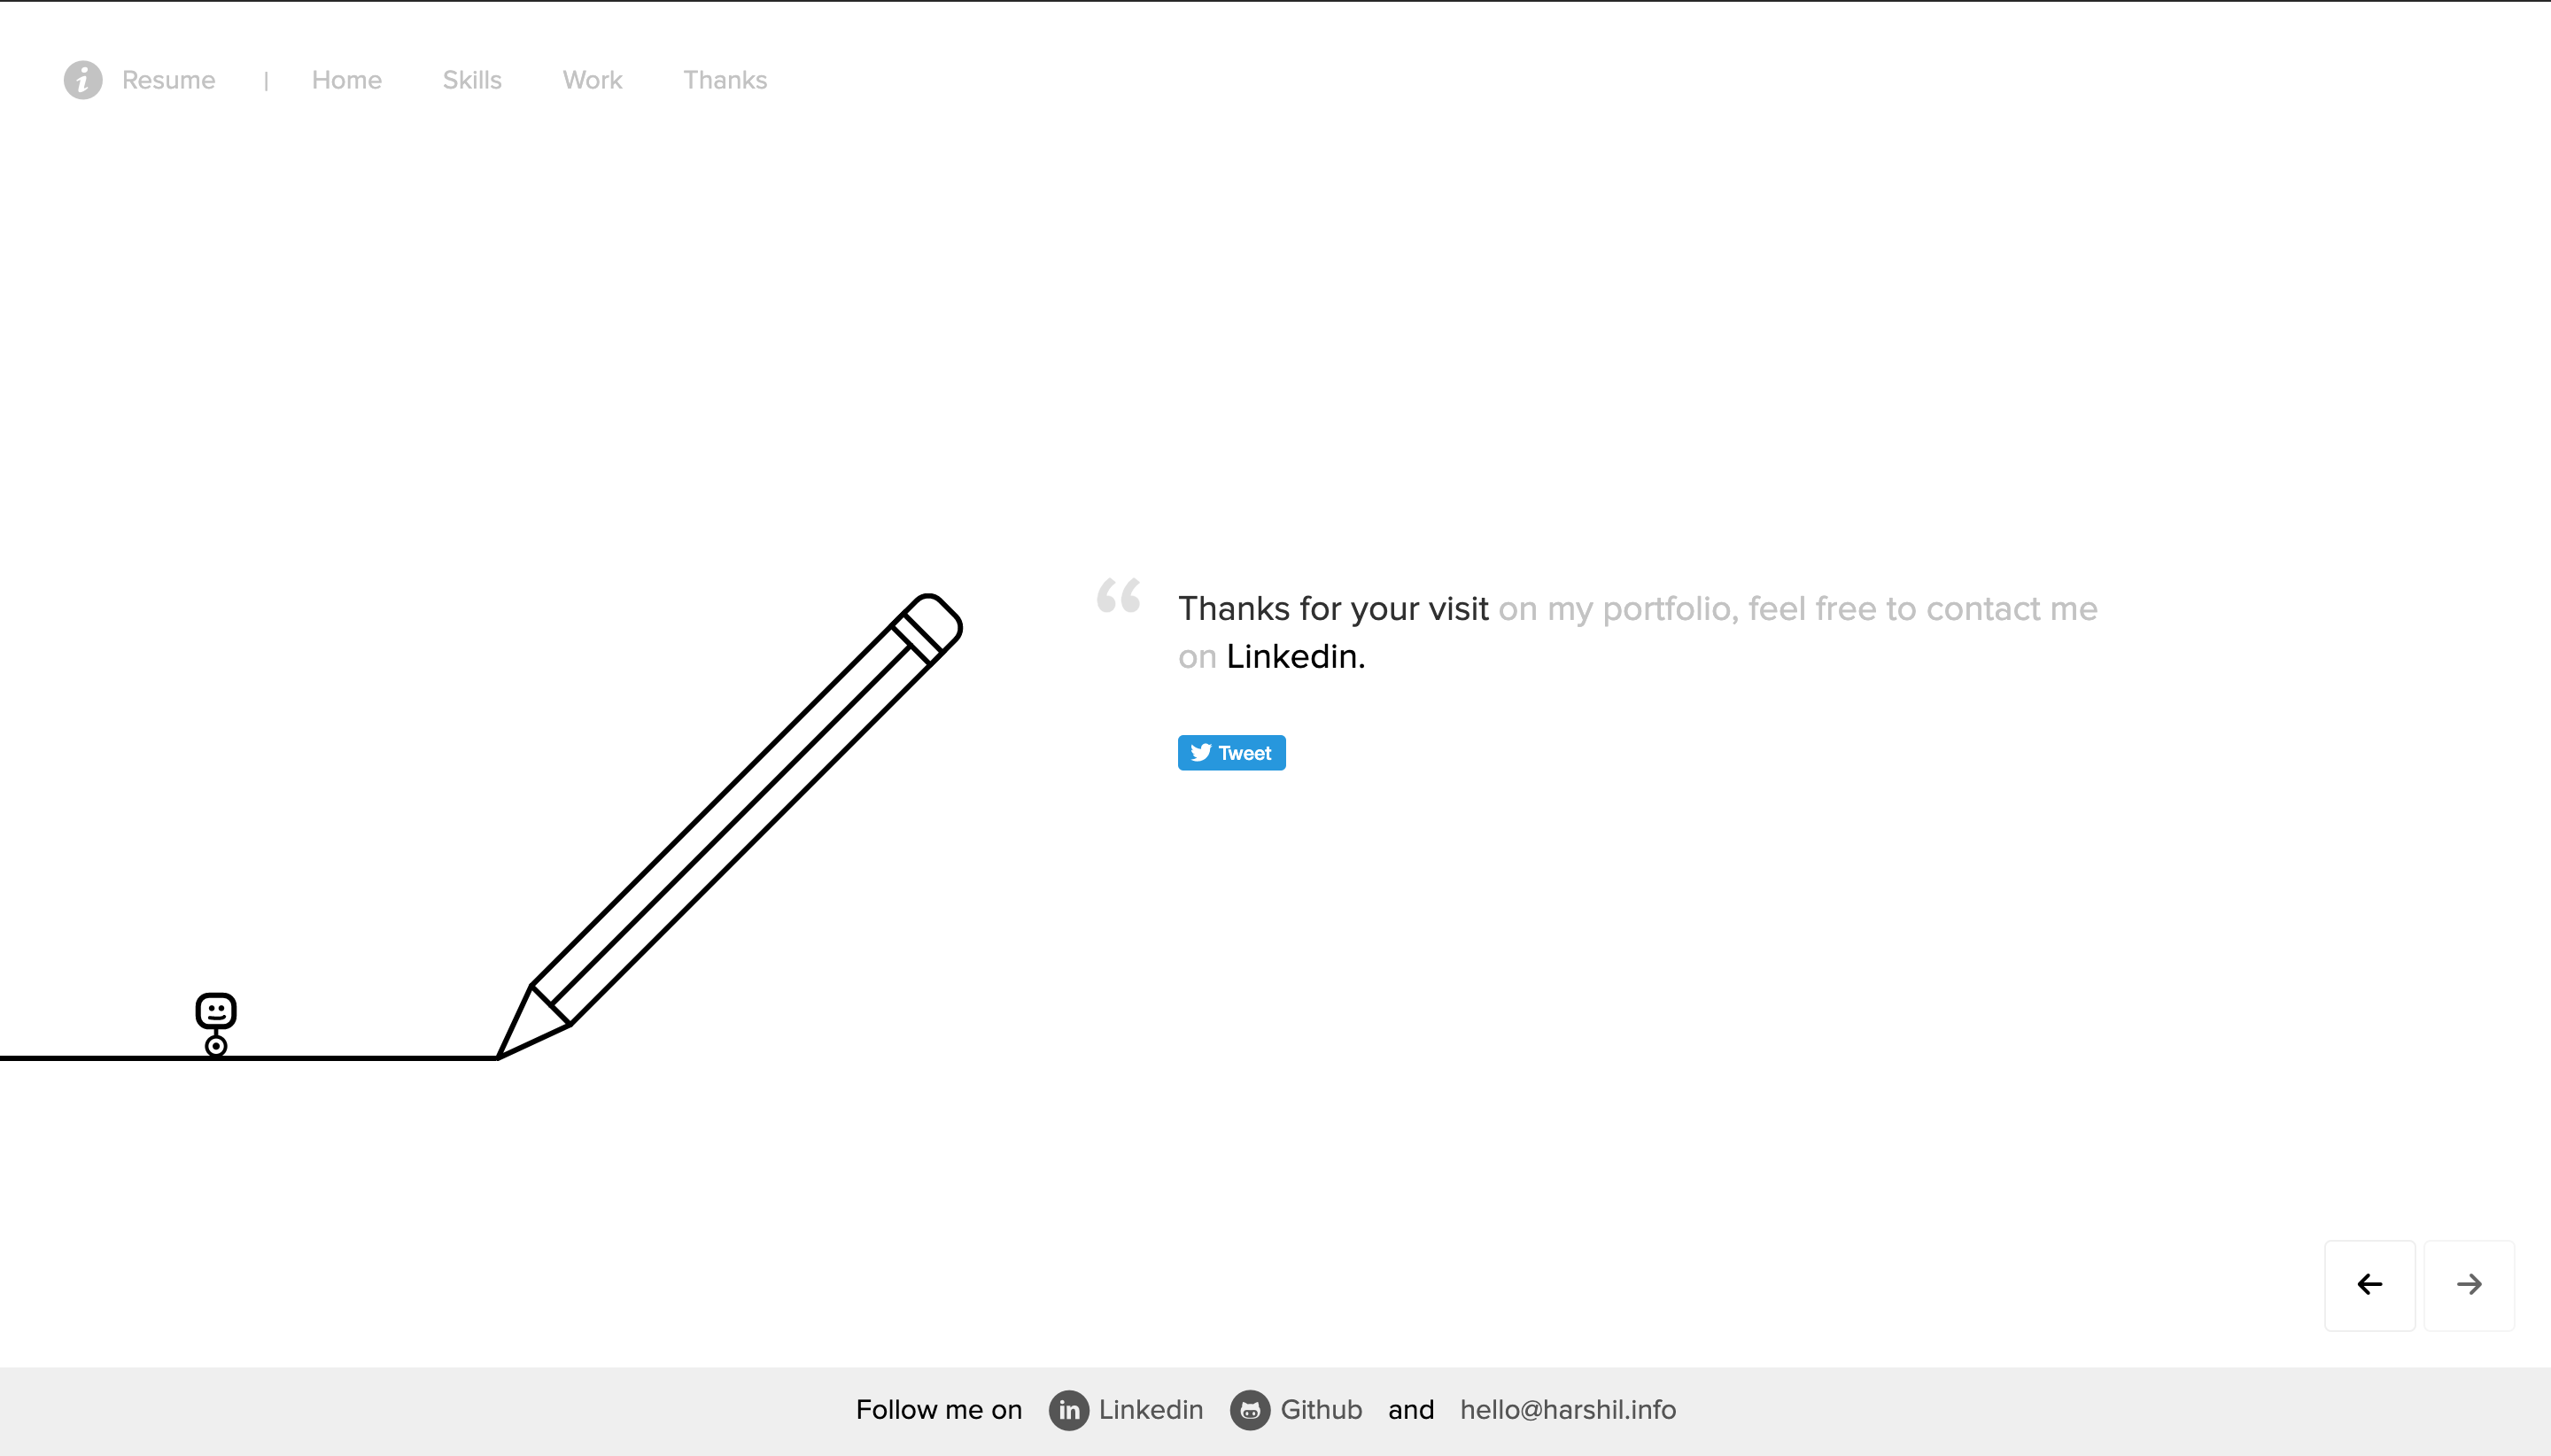 Resume | Home Skills Work Thanks
“ Thanks for your visit on my portfolio, feel free to contact me
on Linkedin.
Tweet
Follow me on in Linkedin Github and hello@harshil.info